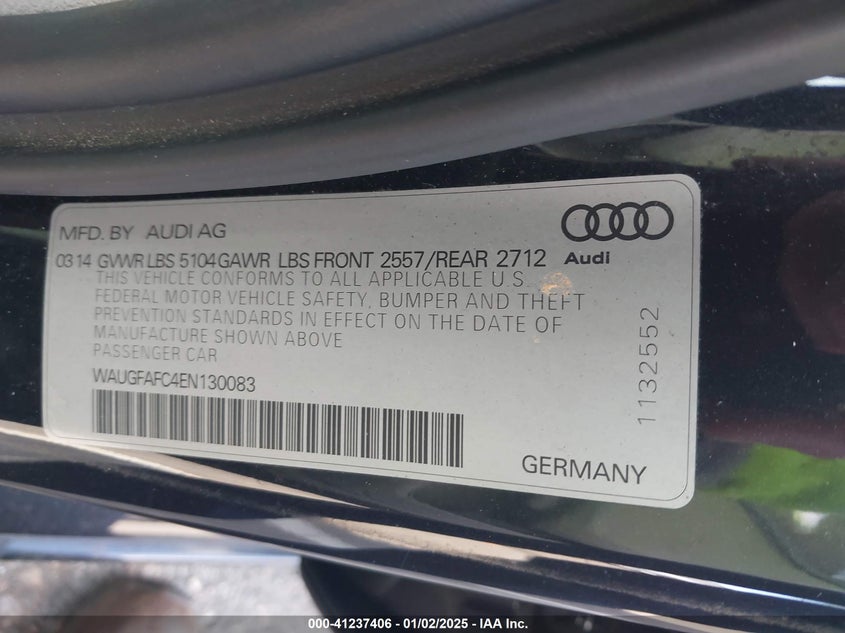 MFD. BY AUDI AG
Audi
03 14 GVWR LBS 5104 GAWR LBS FRONT 2557/REAR 2712
THIS VEHICLE CONFORMS TO ALL APPLICABLE U.S.
FEDERAL MOTOR VEHICLE SAFETY, BUMPER AND THEFT
PREVENTION STANDARDS IN EFFECT ON THE DATE OF
MANUFACTURE SHOWN ABOVE
PASSENGER CAR
WAUGFAFC4EN130083
1132552
GERMANY
000-41237406 - 01/02/2025 - IAA Inc.